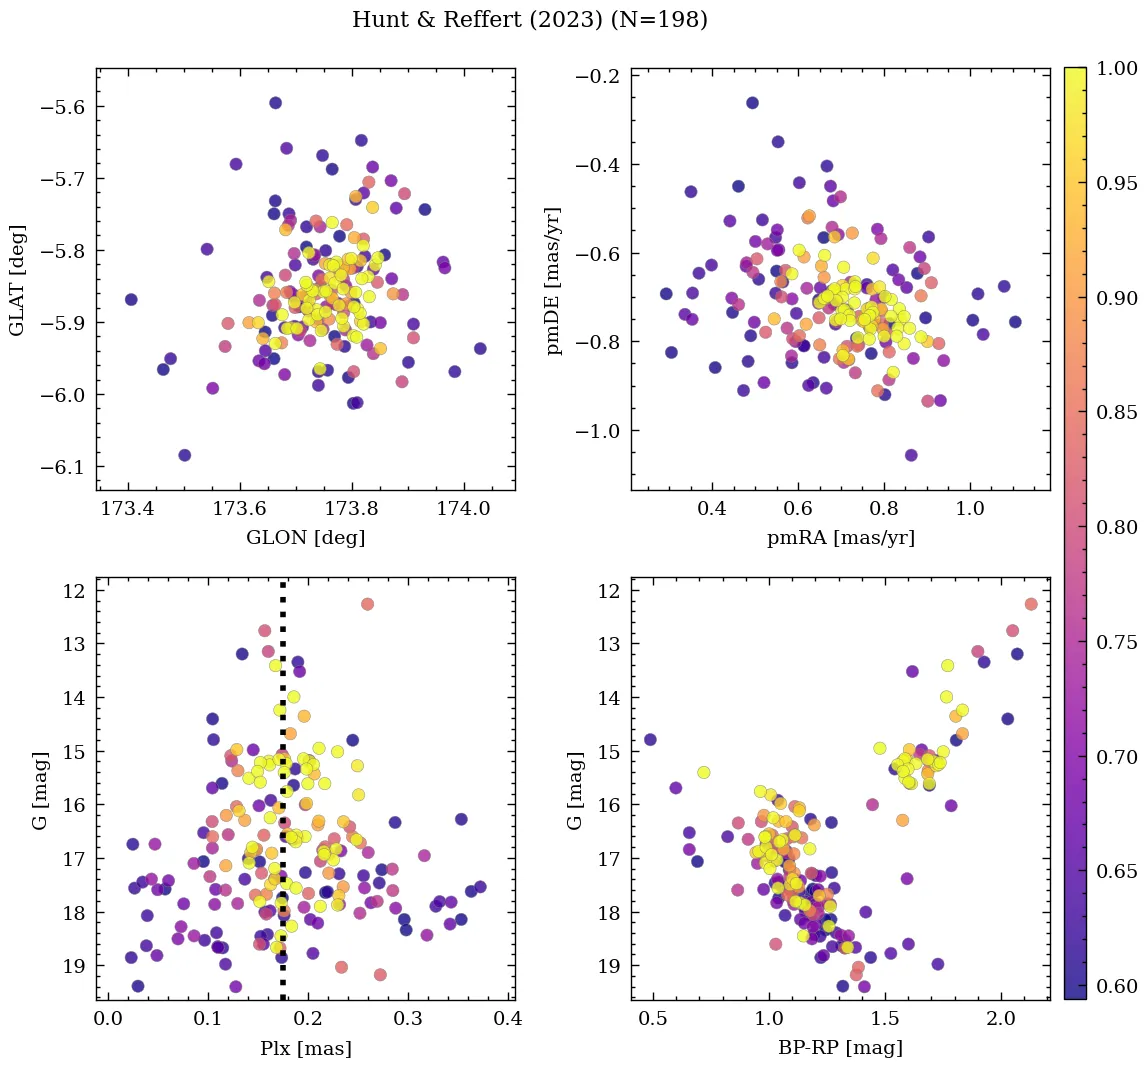 Hunt & Reffert (2023) (N=198)
−5.6
−5.7
−5.8
−5.9
−6.0
−6.1
GLAT [deg]
173.4 173.6 173.8 174.0
GLON [deg]
−0.2
−0.4
−0.6
−0.8
−1.0
pmDE [mas/yr]
0.4 0.6 0.8 1.0
pmRA [mas/yr]
12
13
14
15
16
17
18
19
G [mag]
0.0 0.1 0.2 0.3 0.4
Plx [mas]
12
13
14
15
16
17
18
19
G [mag]
0.5 1.0 1.5 2.0
BP-RP [mag]
1.00
0.95
0.90
0.85
0.80
0.75
0.70
0.65
0.60